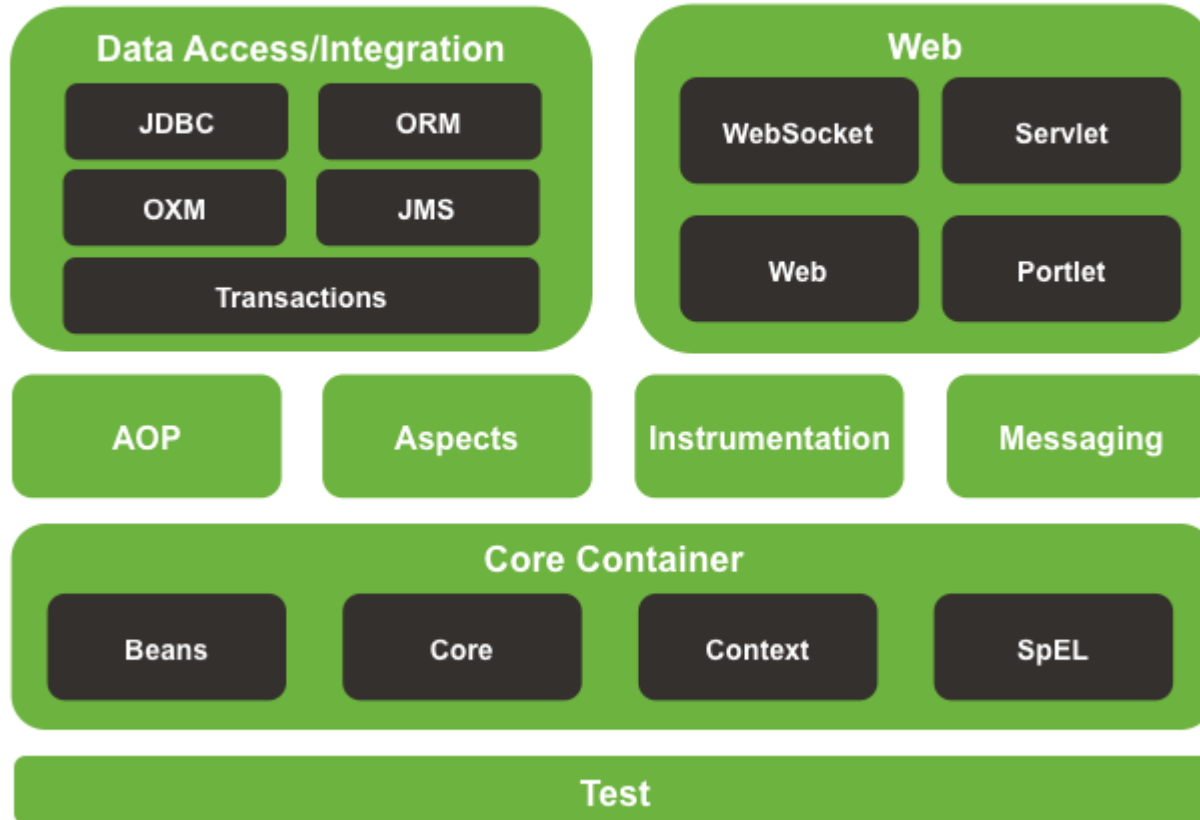 Data Access/Integration
JDBC
ORM
OXM
JMS
Transactions
Web
WebSocket
Servlet
Web
Portlet
AOP
Aspects
Instrumentation
Messaging
Core Container
Beans
Core
Context
SpEL
Test